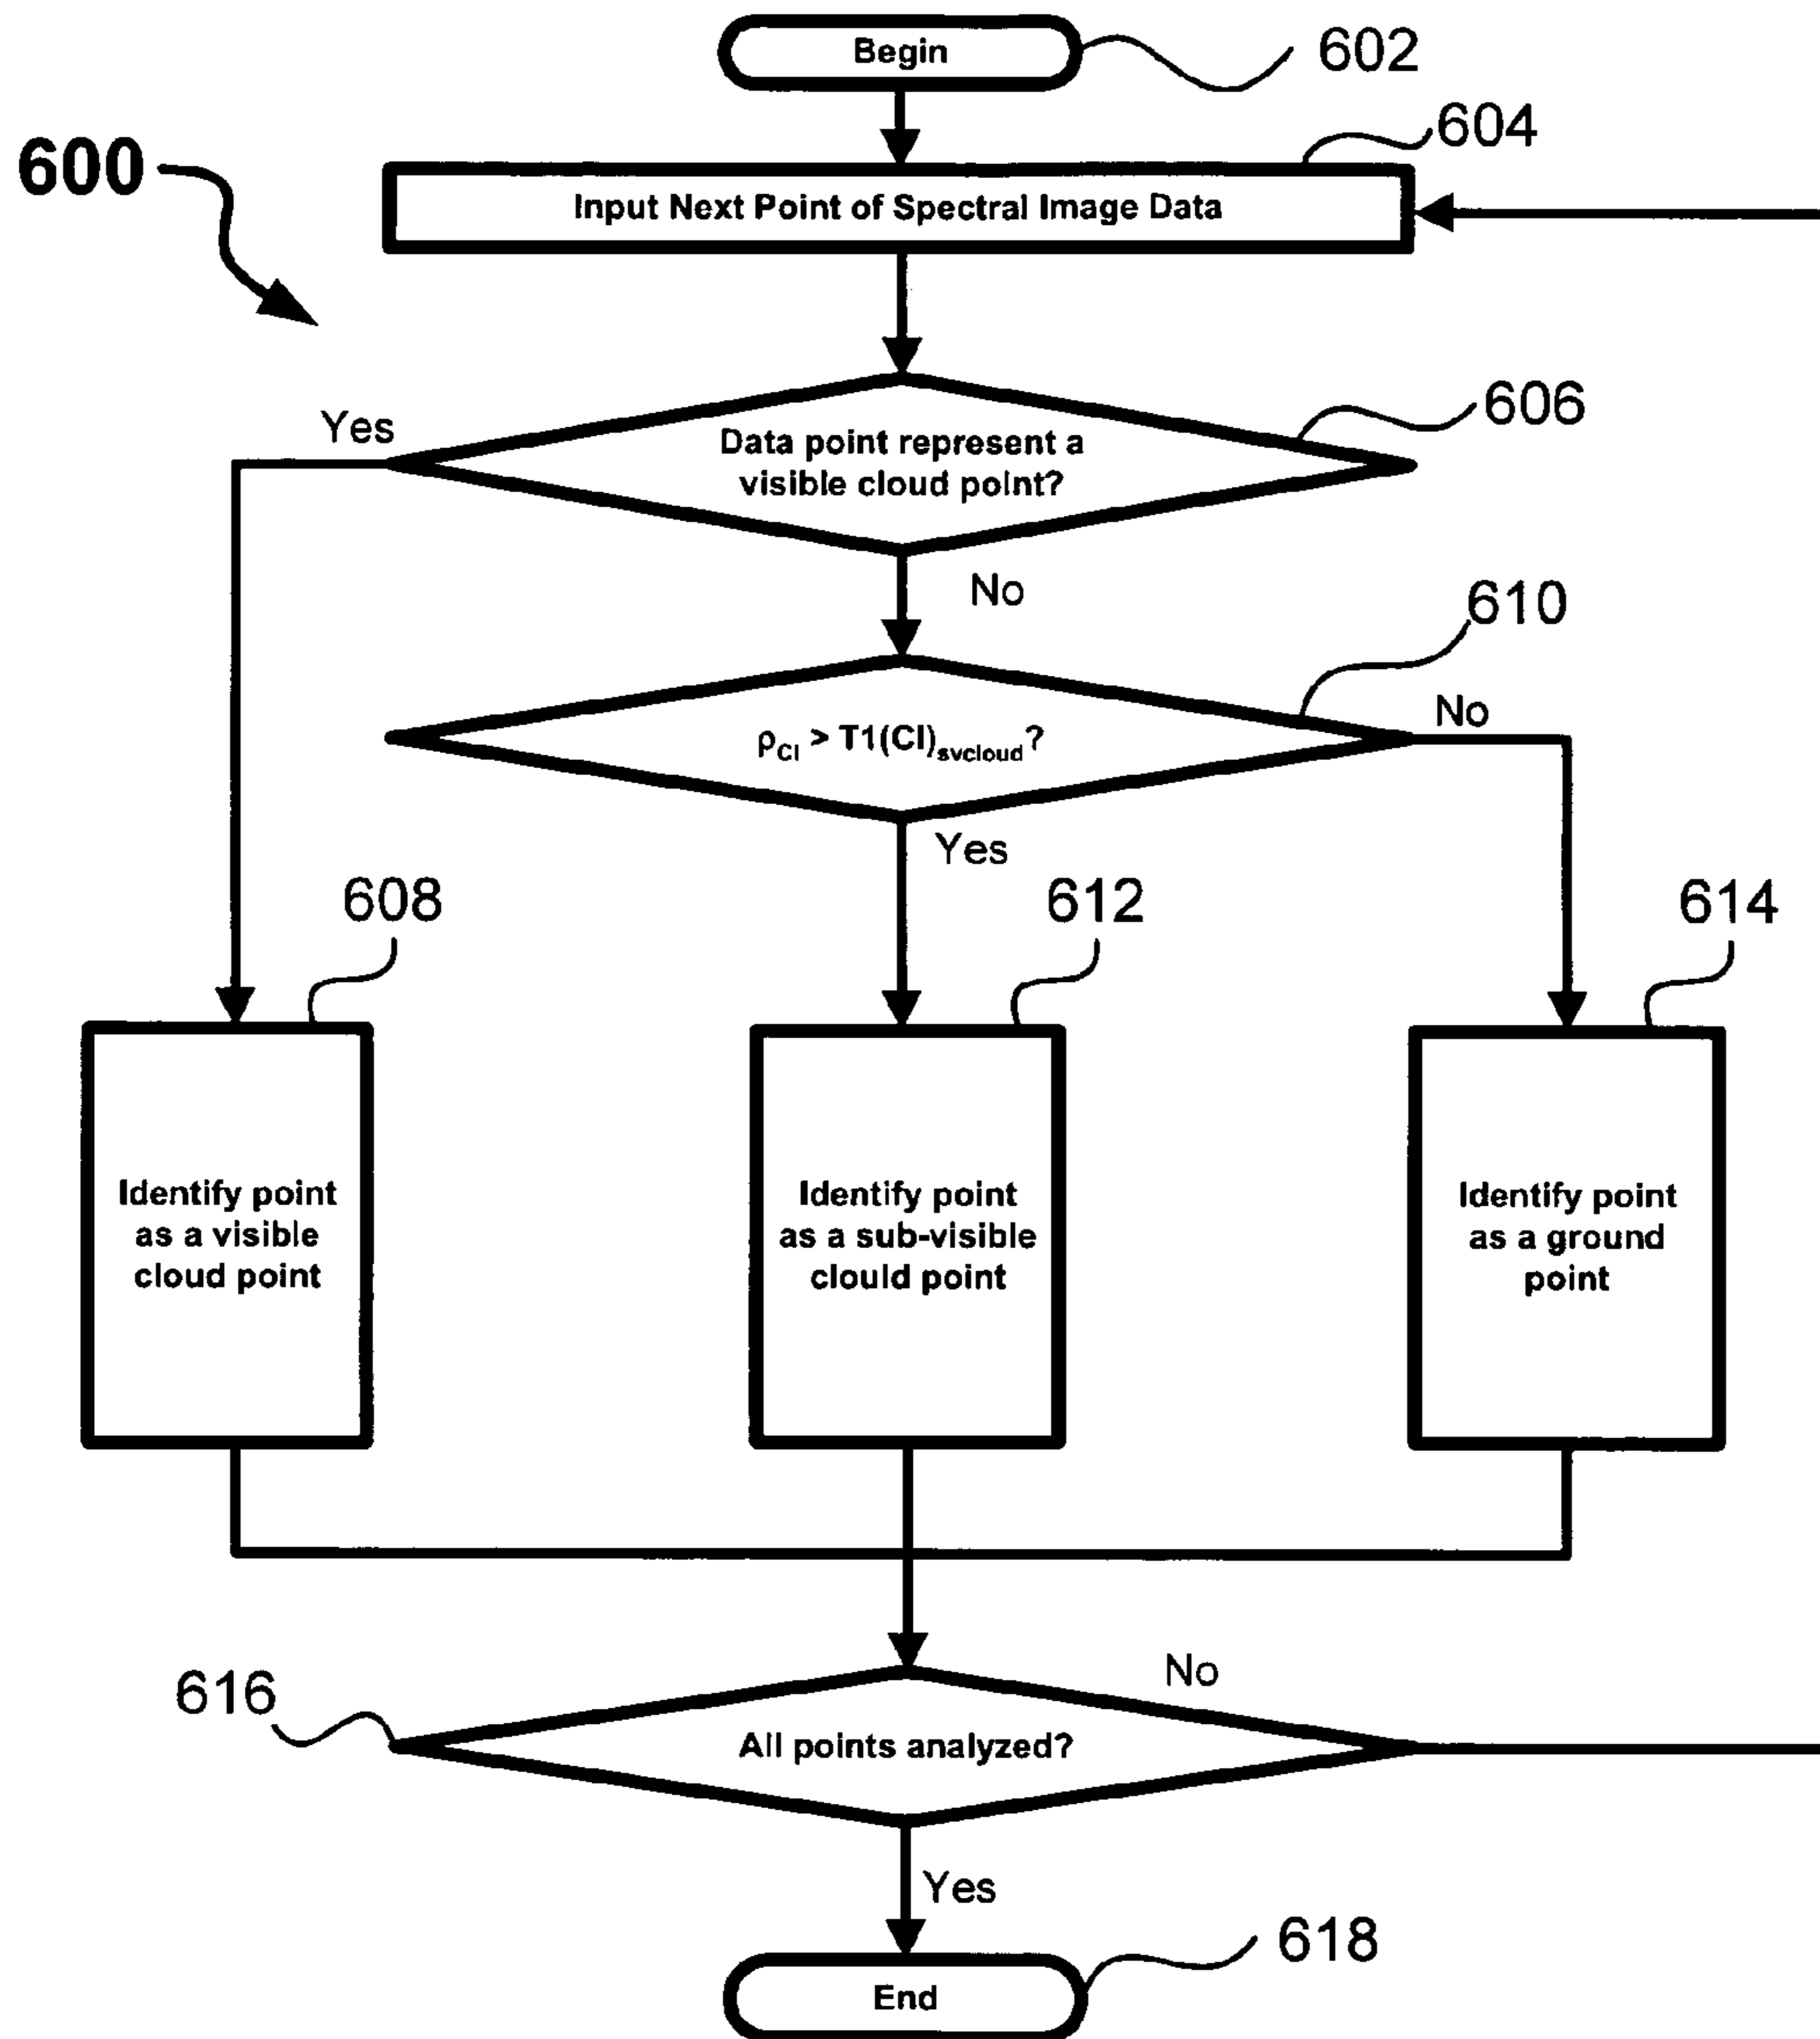 Begin
602
604
600
Input Next Point of Spectral Image Data
606
Yes
Data point represent a
visible cloud point?
No
610
No
ρCI > T1(CI)svcloud?
Yes
608
612
614
Identify point
as a visible
cloud point
Identify point
as a sub-visible
clould point
Identify point
as a ground
point
616
No
All points analyzed?
Yes
618
End